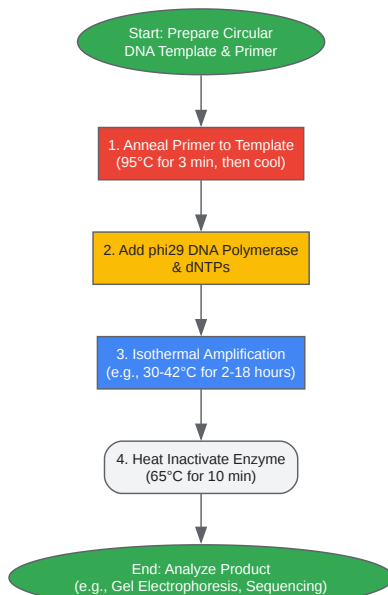 Start: Prepare Circular
DNA Template & Primer
1. Anneal Primer to Template
(95°C for 3 min, then cool)
2. Add phi29 DNA Polymerase
& dNTPs
3. Isothermal Amplification
(e.g., 30-42°C for 2-18 hours)
4. Heat Inactivate Enzyme
(65°C for 10 min)
End: Analyze Product
(e.g., Gel Electrophoresis, Sequencing)